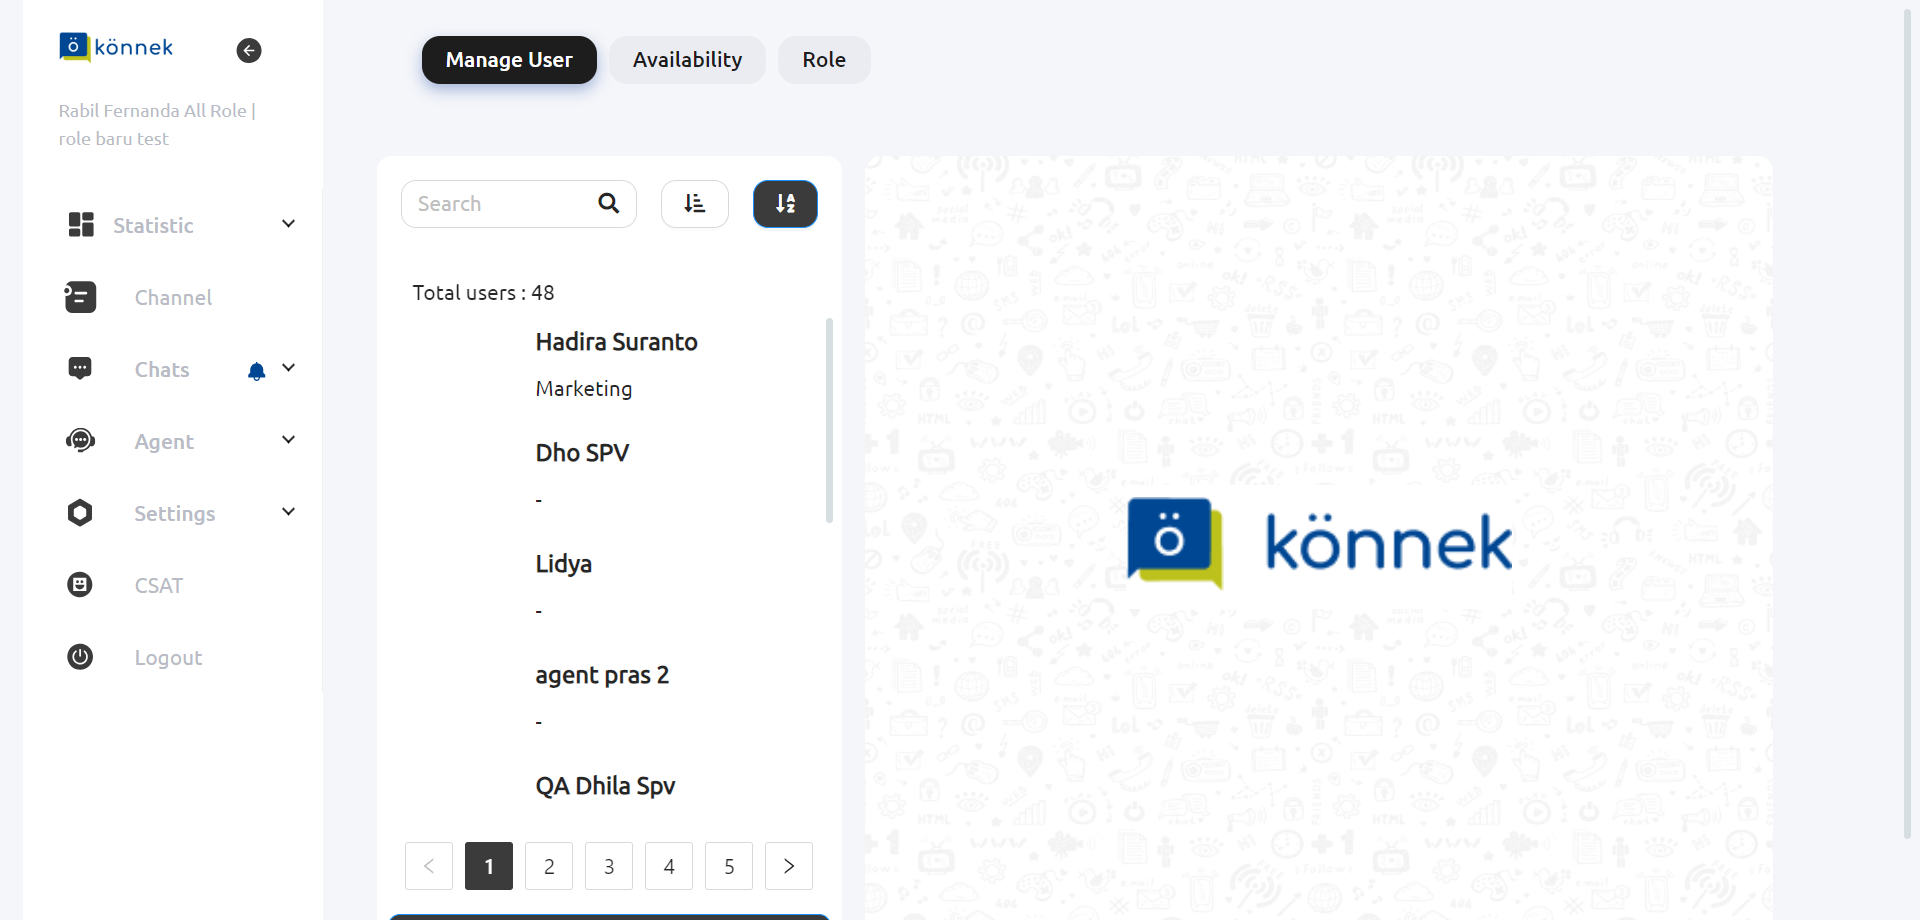 könnek
Rabil Fernanda All Role |
role baru test
Statistic
Channel
Chats
Agent
Settings
CSAT
Logout
Manage User
Availability
Role
Search
Total users : 48
Hadira Suranto
Marketing
Dho SPV
-
Lidya
-
agent pras 2
-
QA Dhila Spv
1
2
3
4
5
könnek